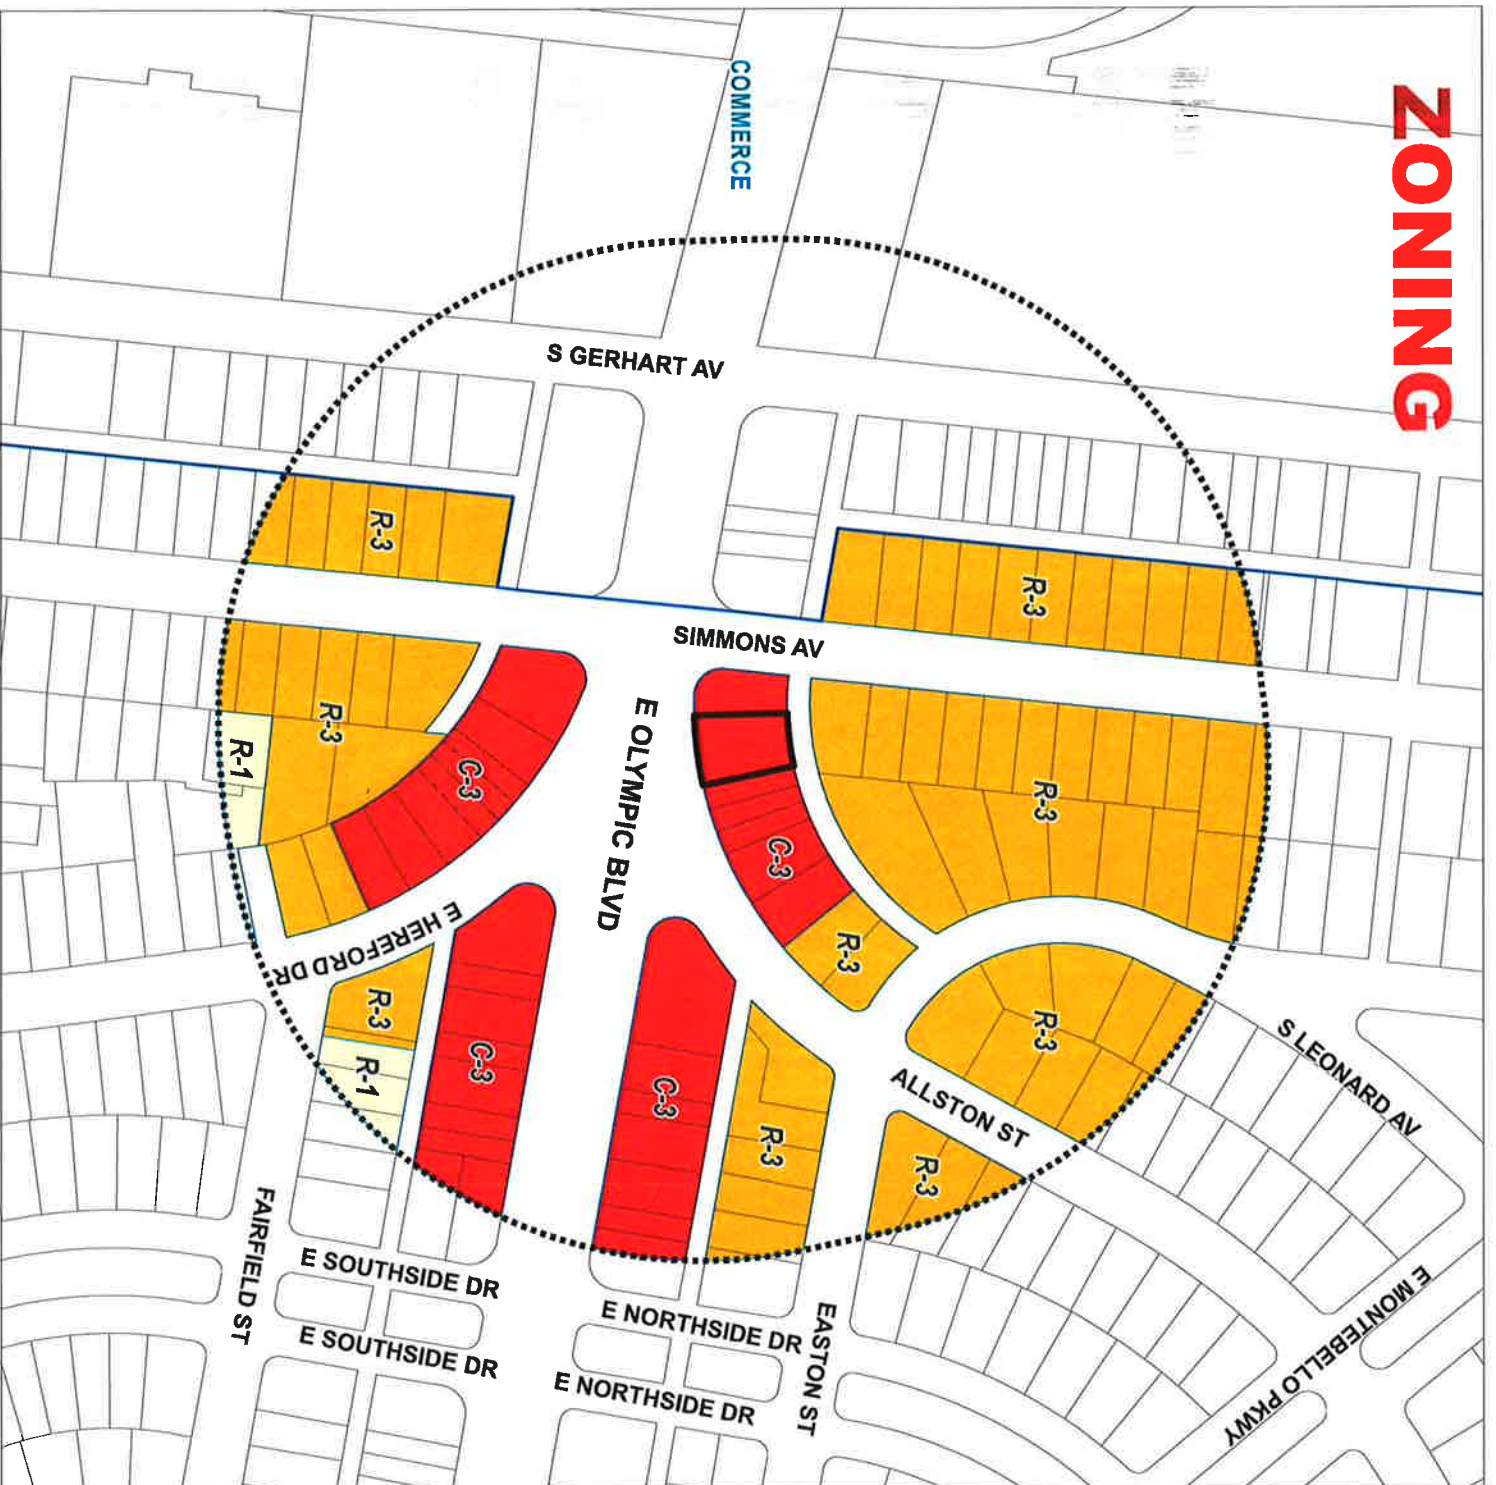 ZONING
COMMERCE
S GERHART AV
R-3
R-3
SIMMONS AV
R-3
R-1
C-3
E OLYMPIC BLVD
C-3
R-3
R-3
E HEREFORD DR
R-3
R-1
C-3
C-3
R-3
R-3
R-3
ALLSTON ST
S LEONARD AV
FAIRFIELD ST
E SOUTHSIDE DR
E SOUTHSIDE DR
E NORTHSIDE DR
E NORTHSIDE DR
EASTON ST
E MONTEBELLO PKWY